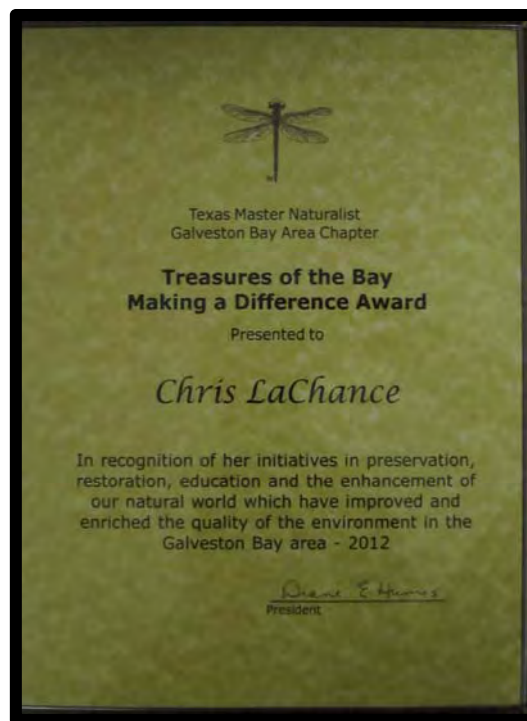 Texas Master Naturalist
Galveston Bay Area Chapter
Treasures of the Bay
Making a Difference Award
Presented to
Chris LaChance
In recognition of her initiatives in preservation,
restoration, education and the enhancement of
our natural world which have improved and
enriched the quality of the environment in the
Galveston Bay area - 2012
Diane E. Humes
President